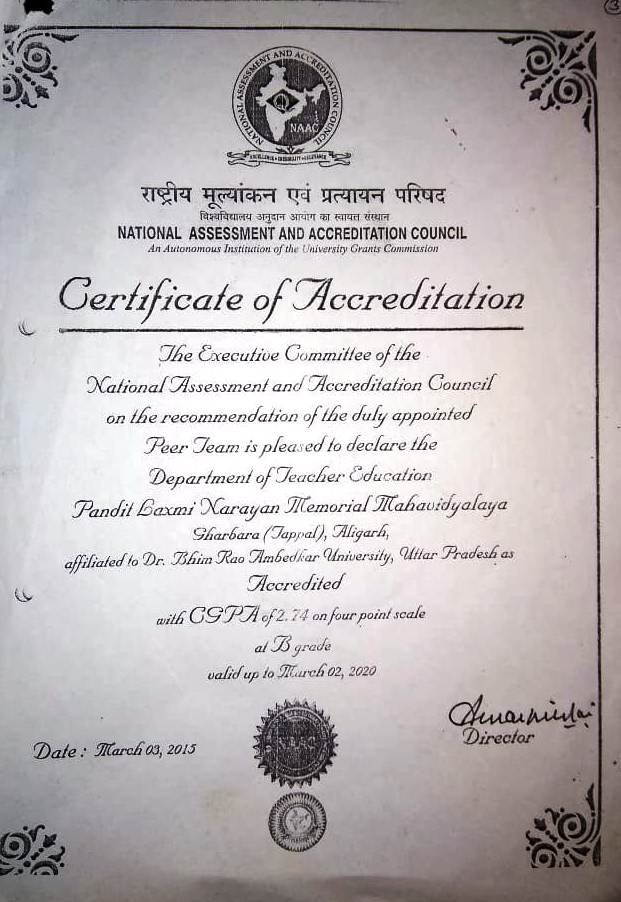 3
NATIONAL ASSESSMENT AND ACCREDITATION COUNCIL
NAAC
EXCELLENCE • CREDIBILITY • RELEVANCE
राष्ट्रीय मूल्यांकन एवं प्रत्यायन परिषद
विश्वविद्यालय अनुदान आयोग का स्वायत्त संस्थान
NATIONAL ASSESSMENT AND ACCREDITATION COUNCIL
An Autonomous Institution of the University Grants Commission
Certificate of Accreditation
The Executive Committee of the
National Assessment and Accreditation Council
on the recommendation of the duly appointed
Peer Team is pleased to declare the
Department of Teacher Education
Pandit Laxmi Narayan Memorial Mahavidyalaya
Gharbara (Tappal), Aligarh,
affiliated to Dr. Bhim Rao Ambedkar University, Uttar Pradesh as
Accredited
with CGPA of 2.74 on four point scale
at B grade
valid up to March 02, 2020
Date : March 03, 2015
NAAC
Director